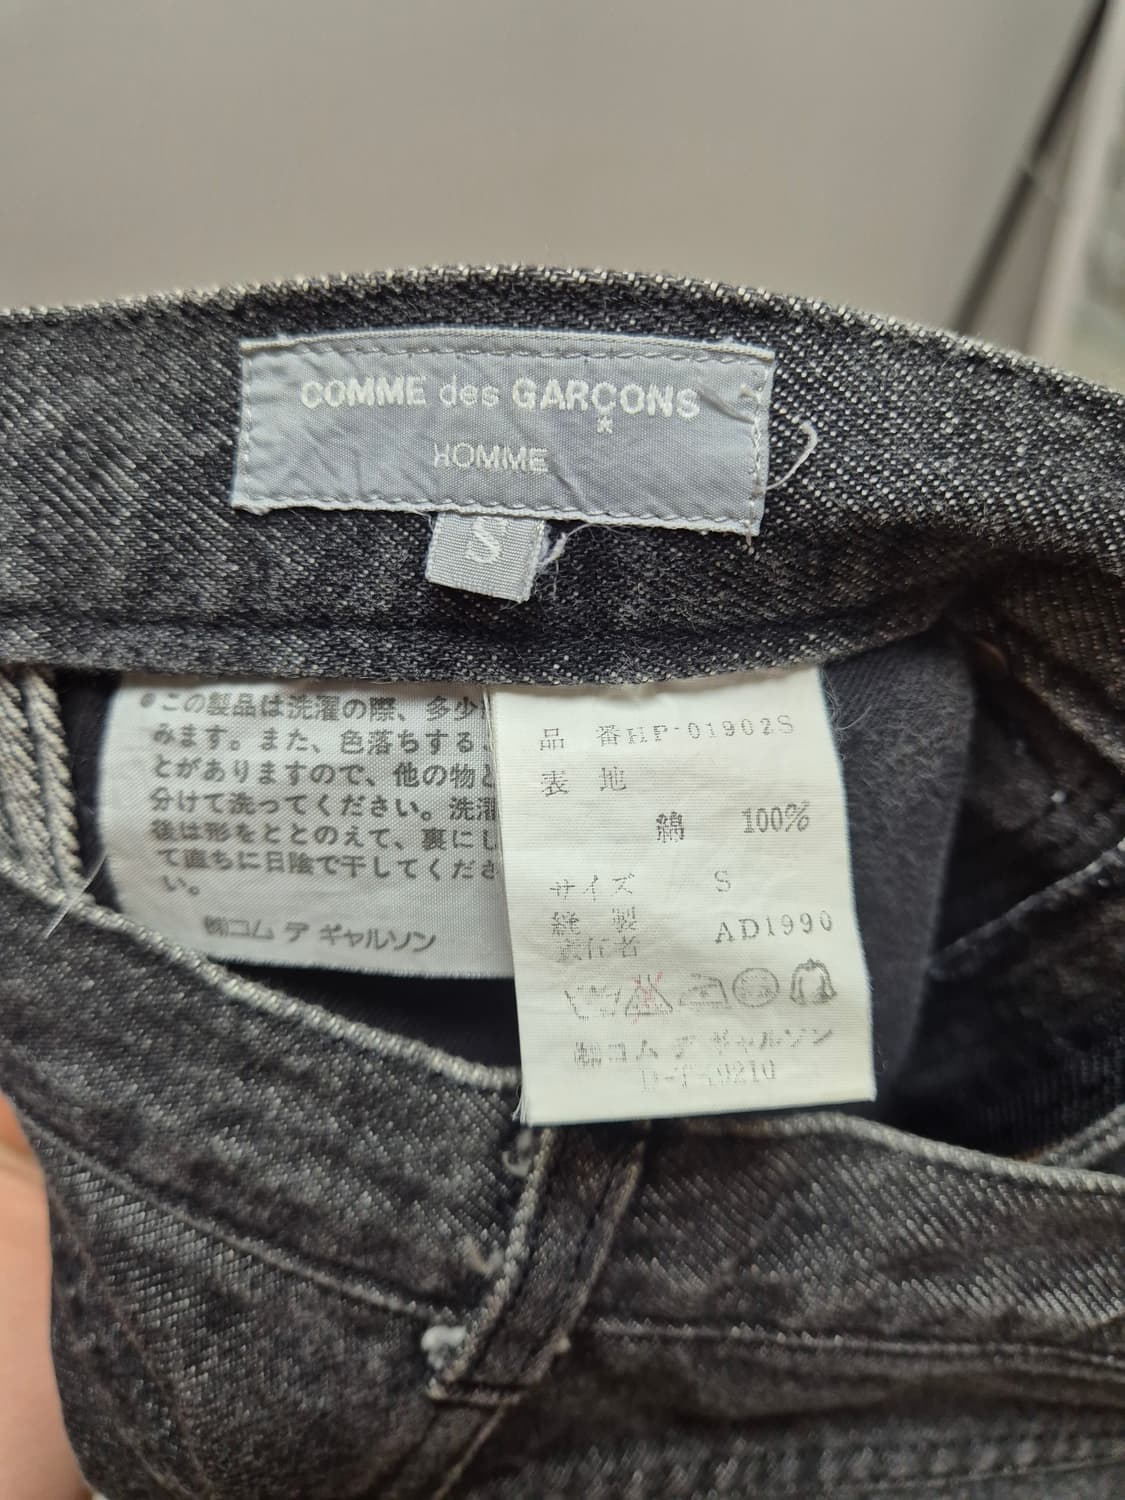 COMME des GARÇONS
*
HOMME
S
●この製品は洗濯の際、多少
みます。また、色落ちする
とがありますので、他の物と
分けて洗ってください。洗濯
後は形をととのえて、裏にし
て直ちに日陰で干してくださ
い。
㈱コム デ ギャルソン
品 番HP-01902S
表 地
綿 100%
サイズ S
縫 製 AD1990
責任者
㈱コム デ ギャルソン